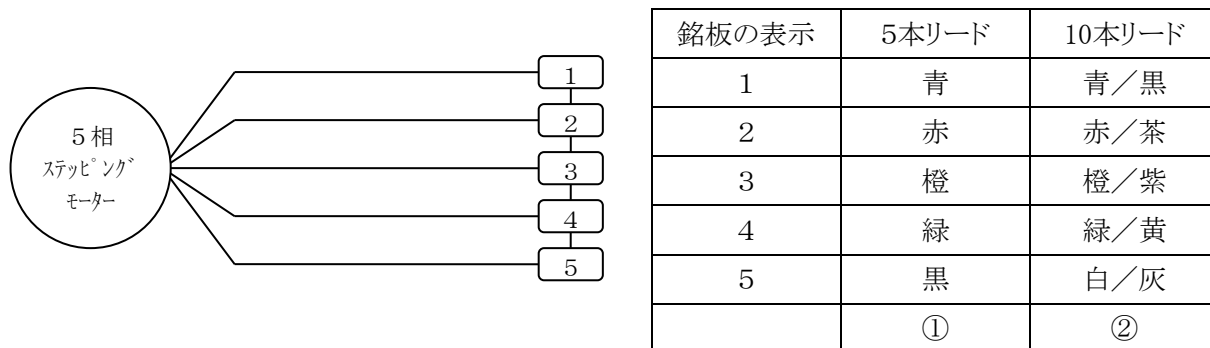 5相
ステッピング
モーター
1
2
3
4
5
銘板の表示 5本リード 10本リード
1 青 青／黒
2 赤 赤／茶
3 橙 橙／紫
4 緑 緑／黄
5 黒 白／灰
① ②